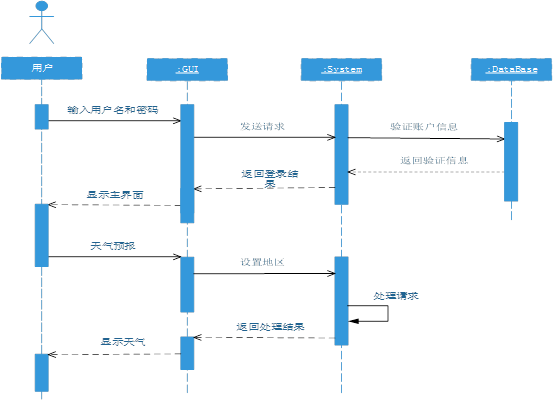 用户
:GUI
:System
:DataBase
输入用户名和密码
发送请求
验证账户信息
返回验证信息
返回登录结
果
显示主界面
天气预报
设置地区
处理请求
返回处理结果
显示天气